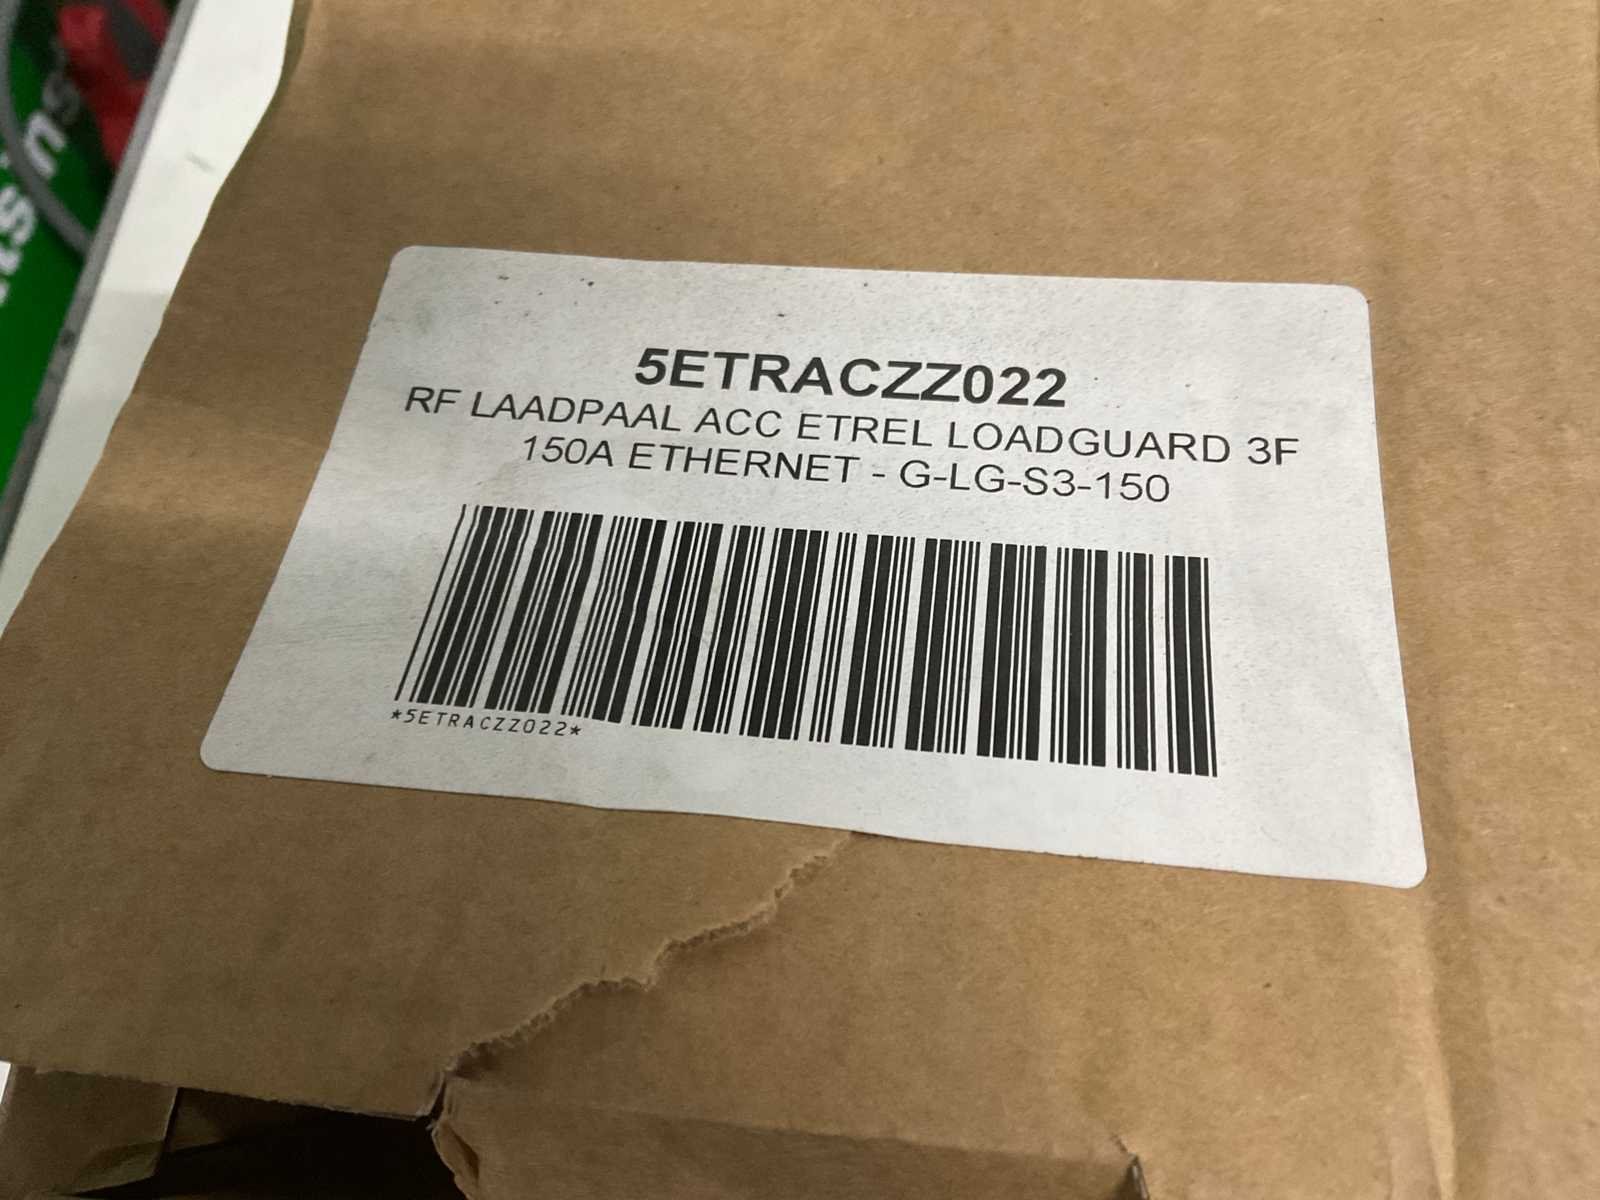 5ETRACZZ022
RF LAADPAAL ACC ETREL LOADGUARD 3F
150A ETHERNET - G-LG-S3-150
*5ETRACZZ022*